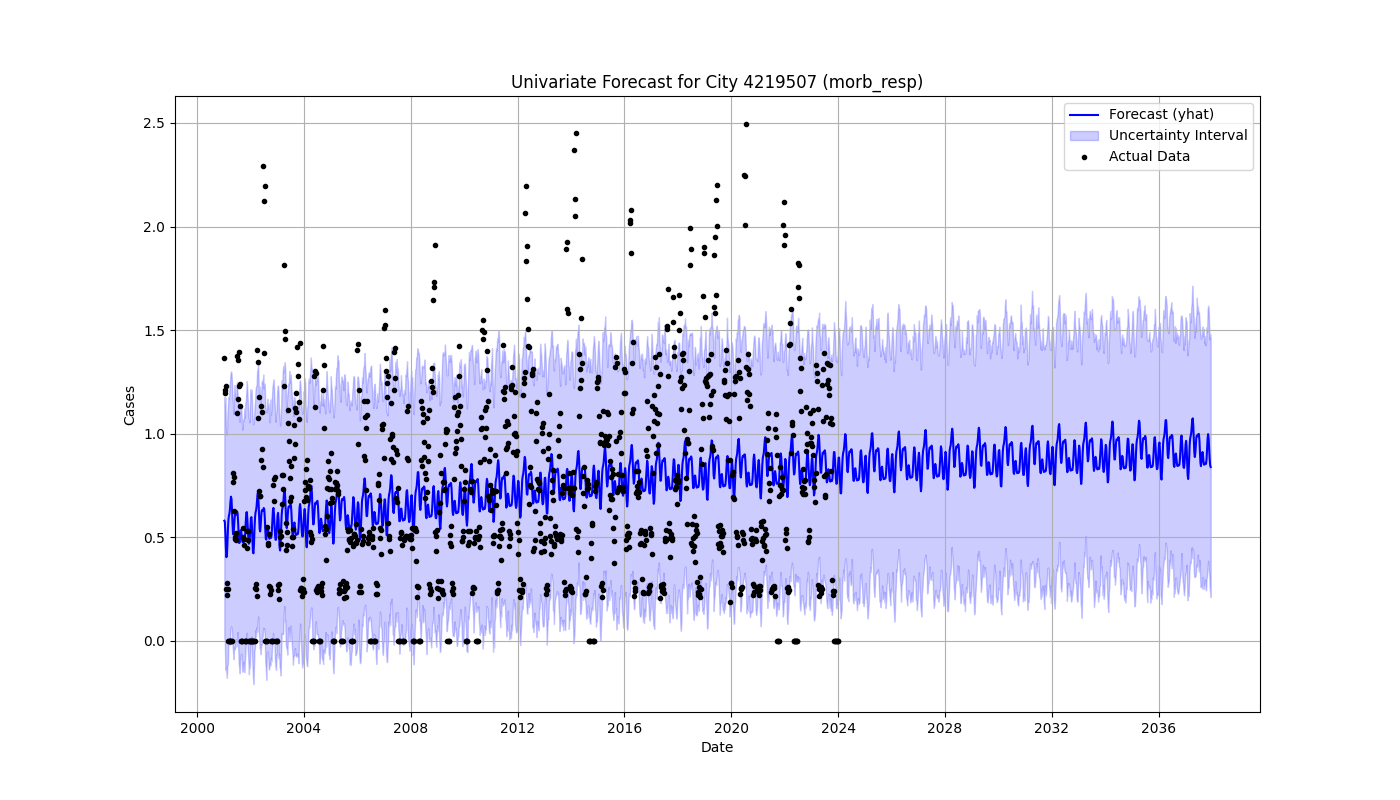 Univariate Forecast for City 4219507 (morb_resp)
Forecast (yhat)
Uncertainty Interval
Actual Data
Cases
2.5
2.0
1.5
1.0
0.5
0.0
2000 2004 2008 2012 2016 2020 2024 2028 2032 2036
Date